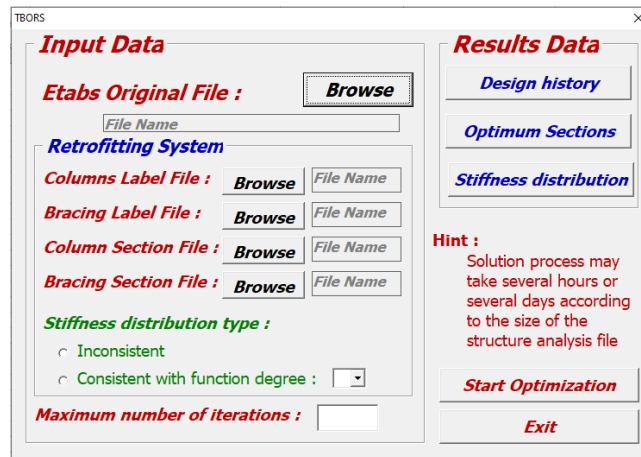 TBORS
Input Data
Etabs Original File :
Browse
File Name
Retrofitting System
Columns Label File :
Browse
File Name
Bracing Label File :
Browse
File Name
Column Section File :
Browse
File Name
Bracing Section File :
Browse
File Name
Stiffness distribution type :
Inconsistent
Consistent with function degree :
Maximum number of iterations :
Results Data
Design history
Optimum Sections
Stiffness distribution
Hint :
Solution process may
take several hours or
several days according
to the size of the
structure analysis file
Start Optimization
Exit